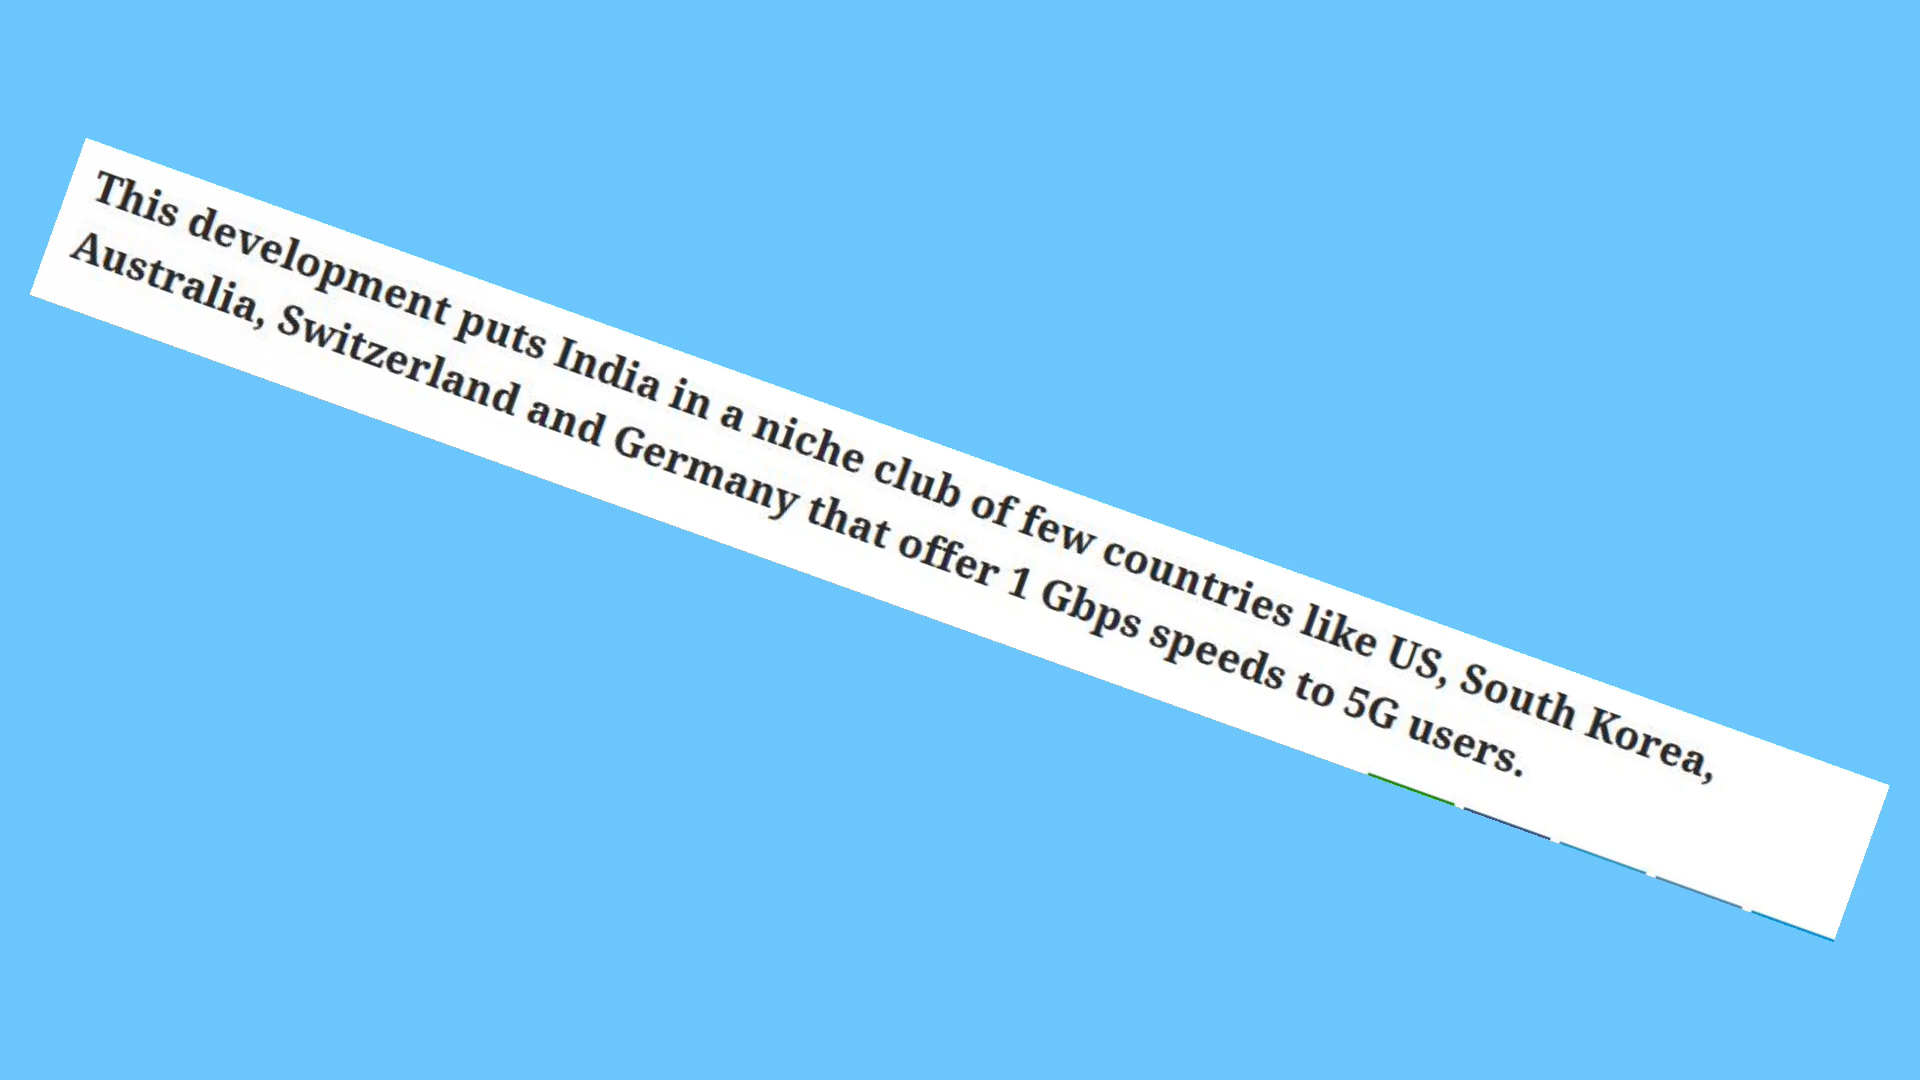 This development puts India in a niche club of few countries like US, South Korea,
Australia, Switzerland and Germany that offer 1 Gbps speeds to 5G users.